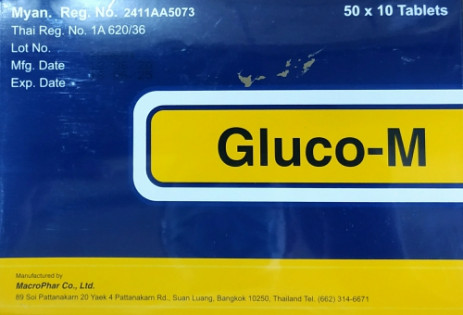 Myan. Reg. No. 2411AA5073
50 x 10 Tablets
Thai Reg. No. 1A 620/36
Lot No.
Mfg. Date
Exp. Date
Gluco-M
Manufactured by
MacroPhar Co., Ltd.
89 Soi Pattanakarn 20 Yaek 4 Pattanakarn Rd., Suan Luang, Bangkok 10250, Thailand Tel. (662) 314-6671